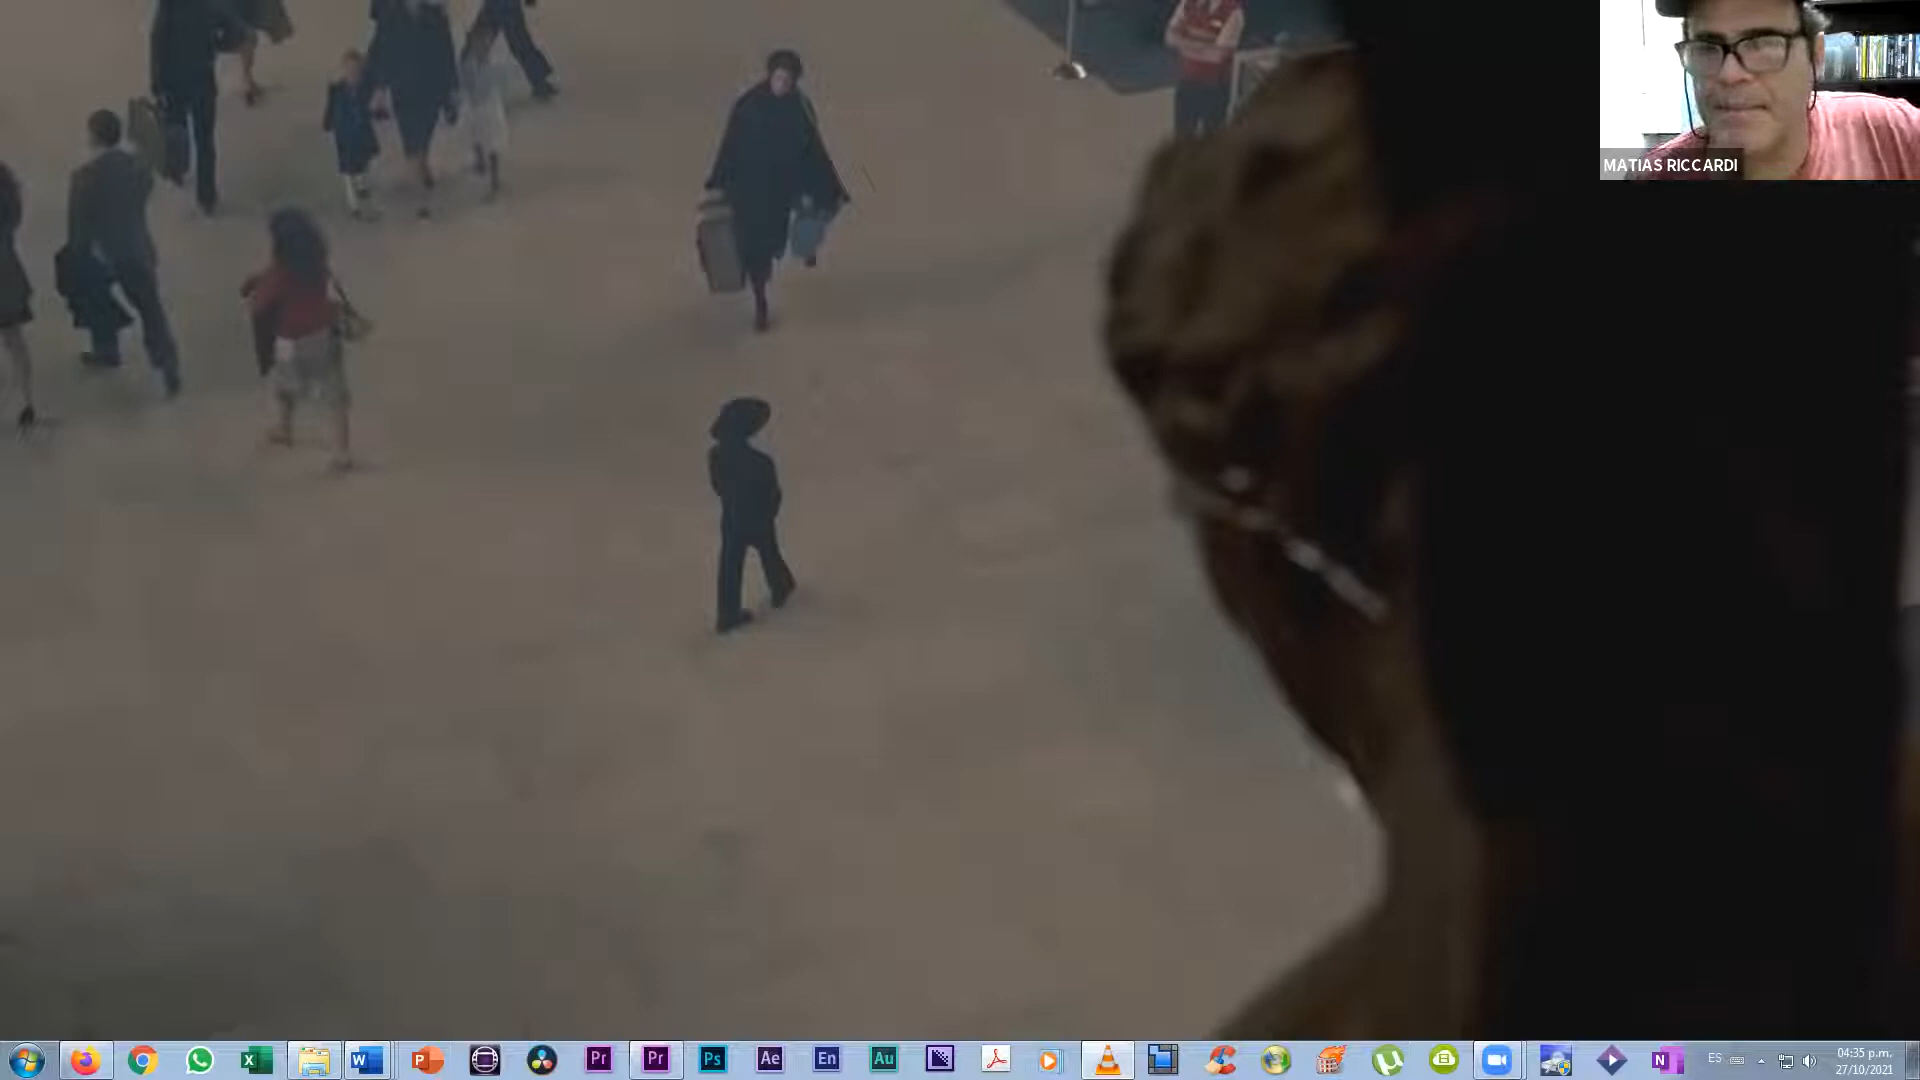 MATIAS RICCARDI
X
W
P
Pr
Pr
Ps
Ae
En
Au
N
ES
04:35 p.m.
27/10/2021